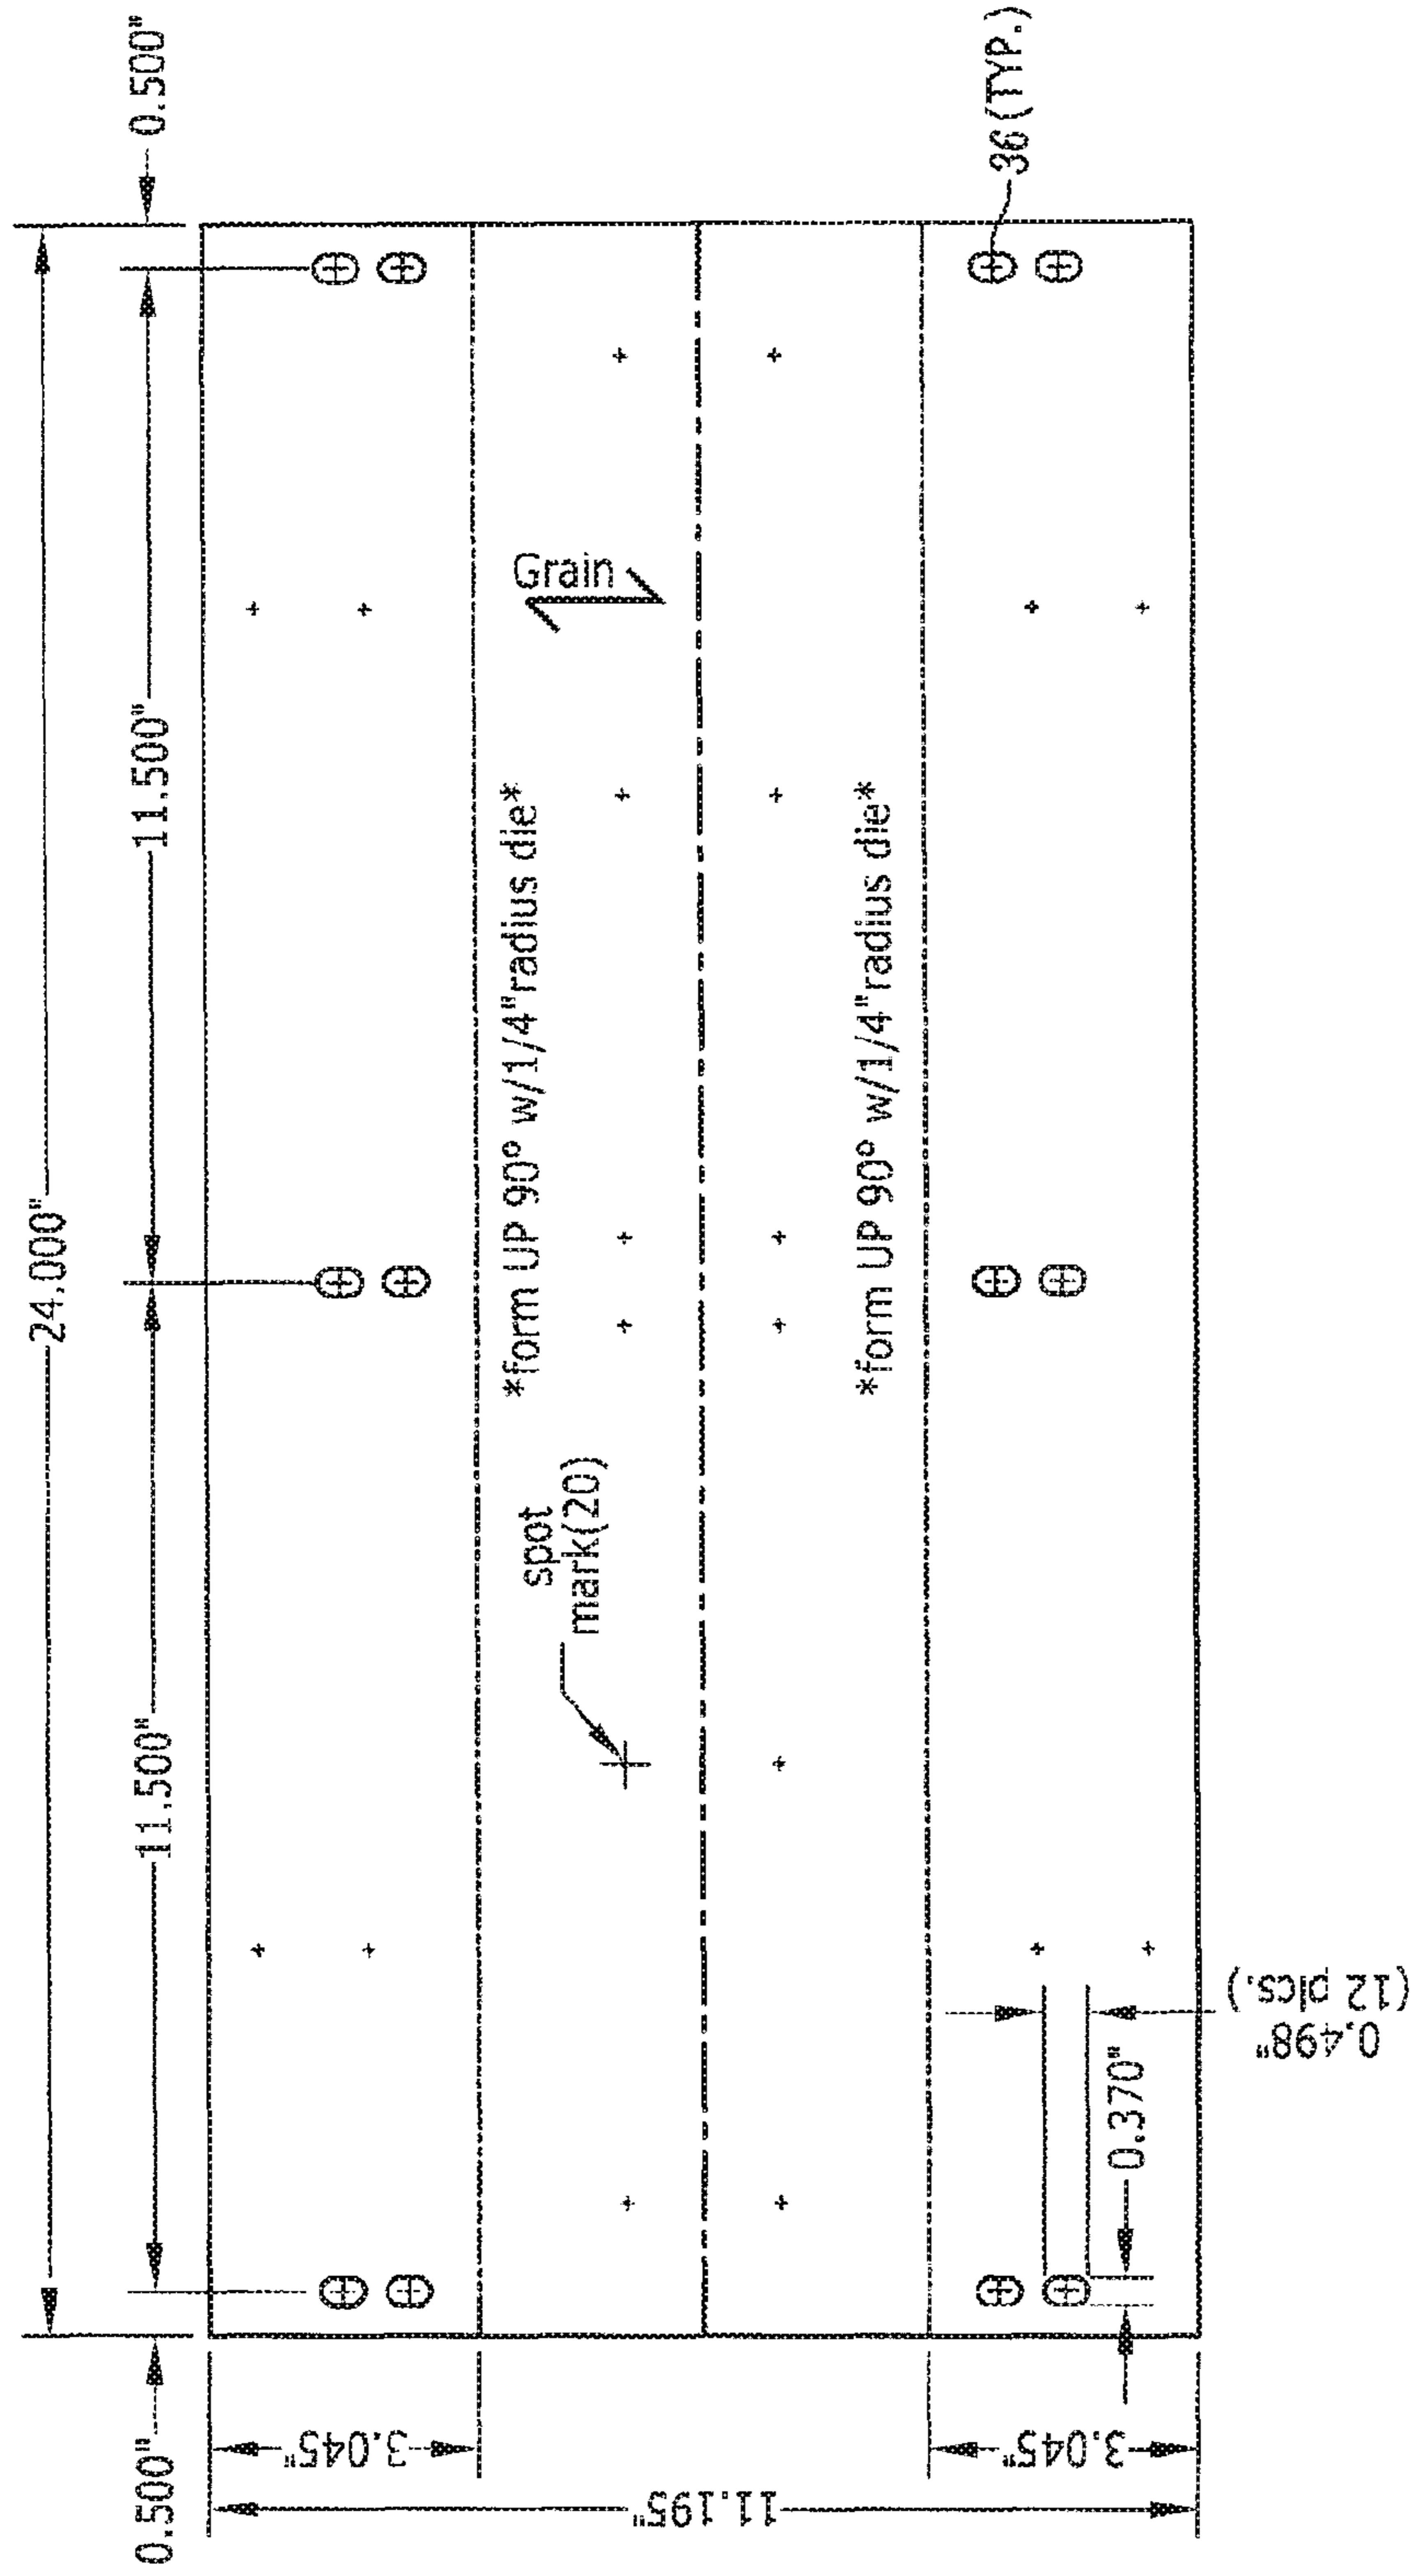 24.000"
0.500"
11.500"
11.500"
0.500"
36(TYP.)
Grain
*form UP 90° w/1/4"radius die*
*form UP 90° w/1/4"radius die*
spot
mark(20)
3.045"
11.195"
3.045"
0.370"
0.498"
(12 plcs.)